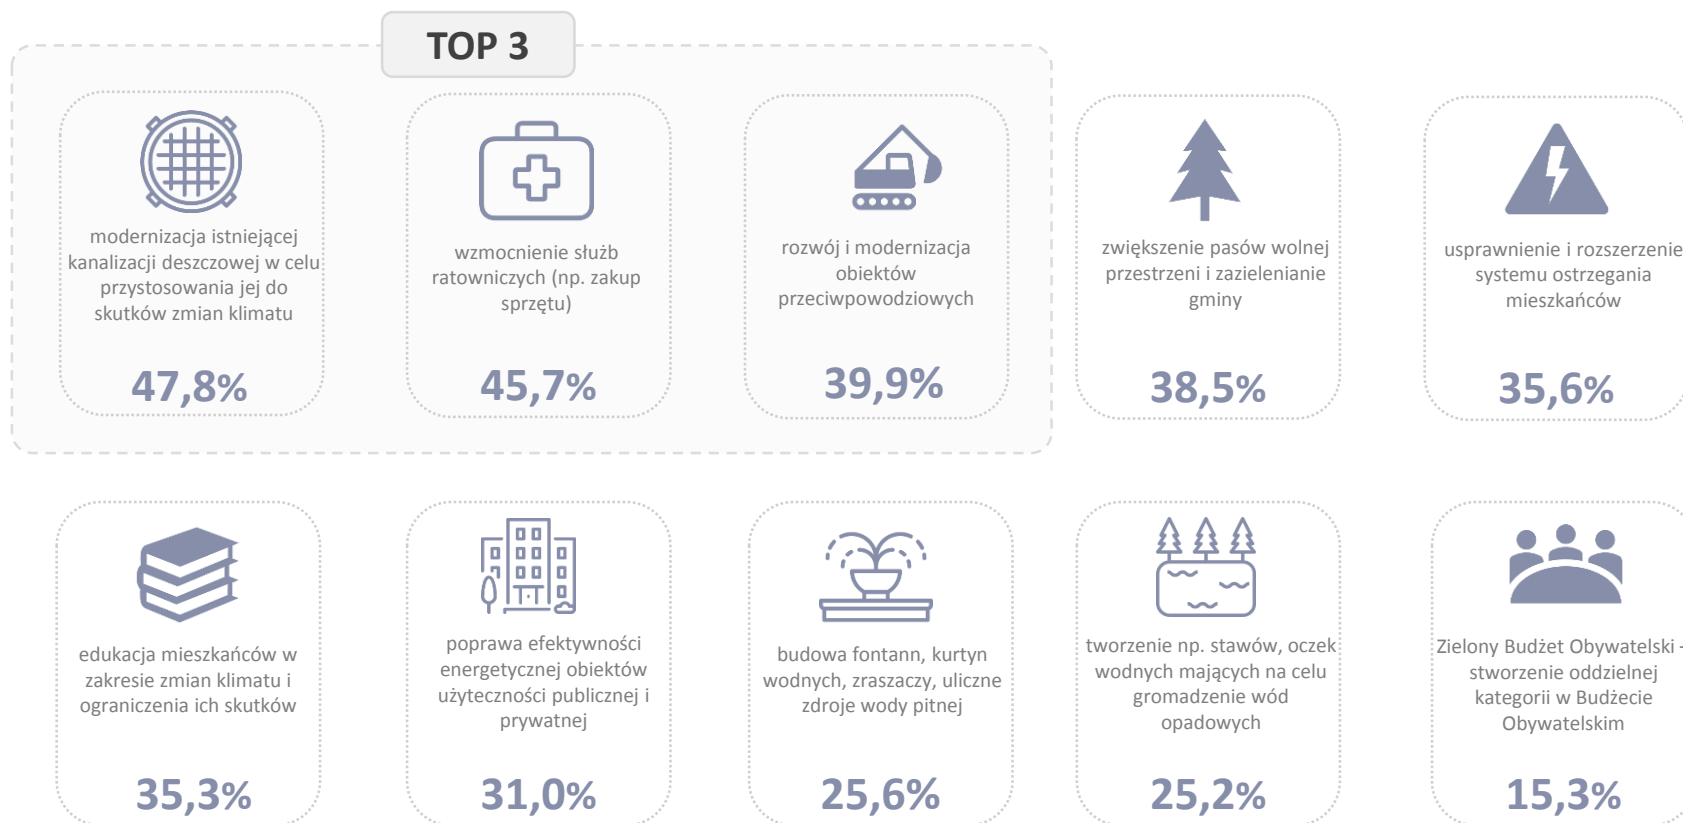 TOP 3
modernizacja istniejącej
kanalizacji deszczowej w celu
przystosowania jej do
skutków zmian klimatu
47,8%
wzmocnienie służb
ratowniczych (np. zakup
sprzętu)
45,7%
rozwój i modernizacja
obiektów
przeciwpowodziowych
39,9%
zwiększenie pasów wolnej
przestrzeni i zazielenianie
gminy
38,5%
usprawnienie i rozszerzenie
systemu ostrzegania
mieszkańców
35,6%
edukacja mieszkańców w
zakresie zmian klimatu i
ograniczenia ich skutków
35,3%
poprawa efektywności
energetycznej obiektów
użyteczności publicznej i
prywatnej
31,0%
budowa fontann, kurtyn
wodnych, zraszaczy, uliczne
zdroje wody pitnej
25,6%
tworzenie np. stawów, oczek
wodnych mających na celu
gromadzenie wód
opadowych
25,2%
Zielony Budżet Obywatelski -
stworzenie oddzielnej
kategorii w Budżecie
Obywatelskim
15,3%